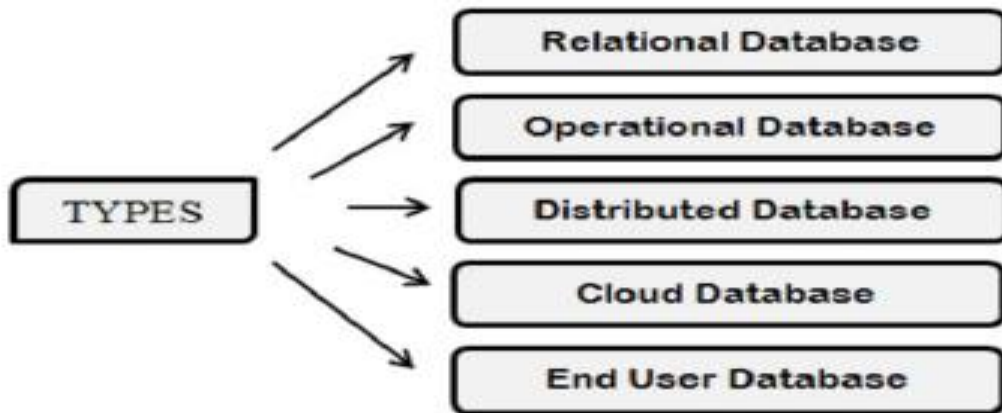 Relational Database
Operational Database
TYPES
Distributed Database
Cloud Database
End User Database